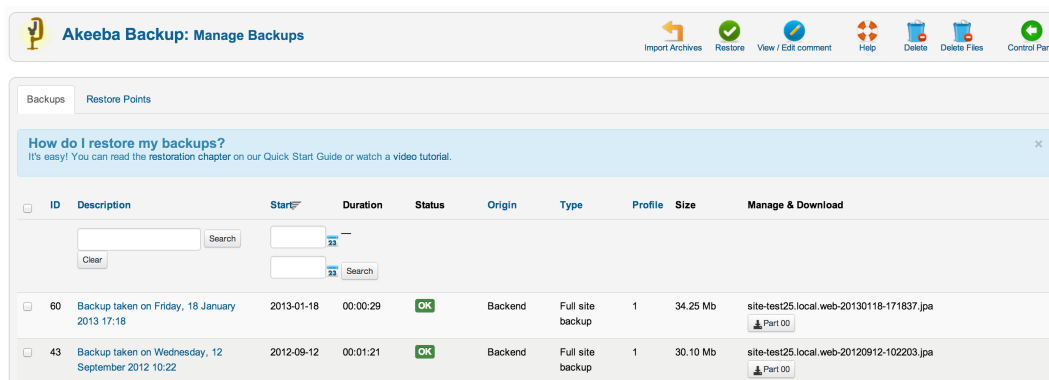 Akeeba Backup: Manage Backups
Import Archives Restore View / Edit comment Help Delete Delete Files Control Pan
Backups Restore Points
How do I restore my backups?
×
It's easy! You can read the restoration chapter on our Quick Start Guide or watch a video tutorial.
ID Description Start Duration Status Origin Type Profile Size Manage & Download
Search
Clear
23 —
23 Search
60 Backup taken on Friday, 18 January 2013-01-18 00:00:29 OK Backend Full site 1 34.25 Mb site-test25.local.web-20130118-171837.jpa
2013 17:18 backup Part 00
43 Backup taken on Wednesday, 12 2012-09-12 00:01:21 OK Backend Full site 1 30.10 Mb site-test25.local.web-20120912-102203.jpa
September 2012 10:22 backup Part 00